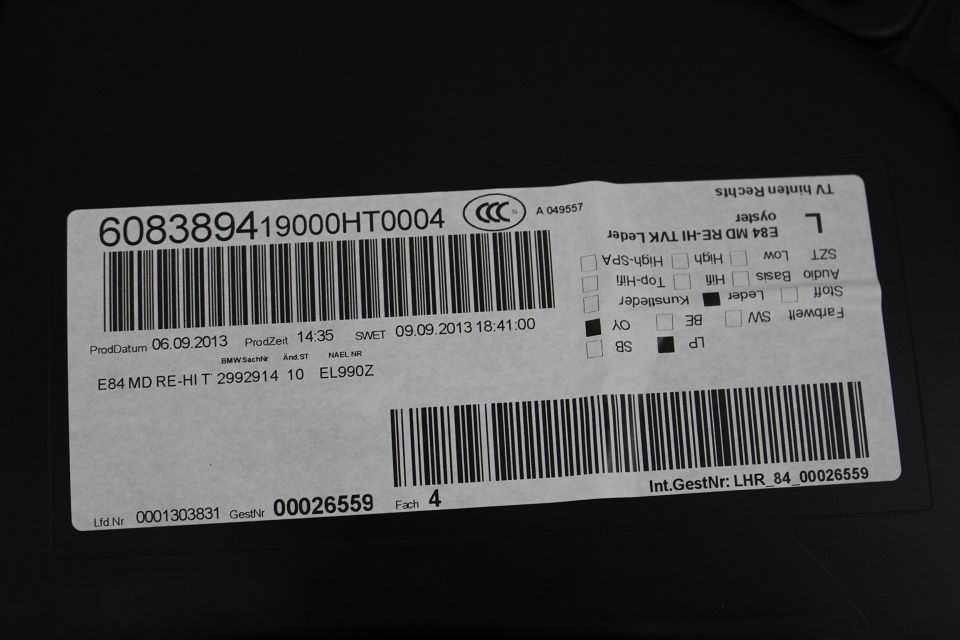 608389419000HT0004 CCC S A 049557
ProdDatum 06.09.2013 ProdZeit 14:35 SWET 09.09.2013 18:41:00
BMWSachNr Änd.ST NAEL NR
E84 MD RE-HI T 2992914 10 EL990Z
Lfd.Nr 0001303831 GestNr 00026559 Fach 4
Int.GestNr: LHR_84_00026559
TV hinten Rechts
L
E84 MD RE-HI TVK Leder
oyster
SZT Low High High-SPA
Audio Basis Hifi Top-Hifi
Stoff Leder Kunstleder
Farbwelt SW BE OY
LP SB